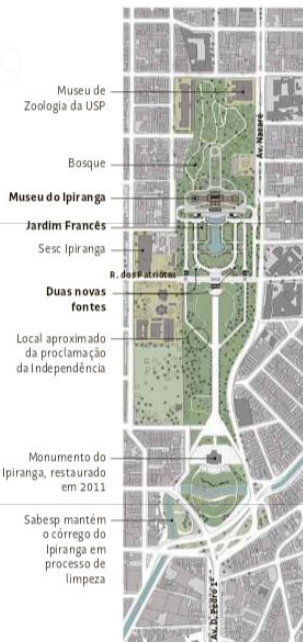 Museu de
Zoologia da USP
Av. Nazaré
Bosque
Museu do Ipiranga
Jardim Francês
Sesc Ipiranga
R. dos Patriotas
Duas novas
fontes
Local aproximado
da proclamação
da Independência
Monumento do
Ipiranga, restaurado
em 2011
Sabesp mantém
o córrego do
Ipiranga em
processo de
limpeza
Av. D. Pedro 1º